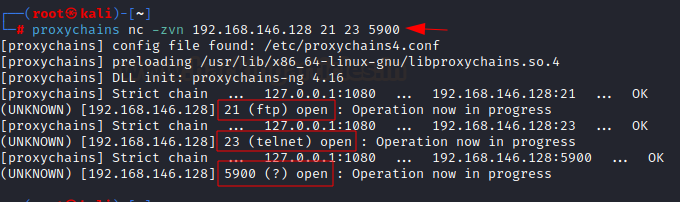 ┌──(root㉿kali)-[~]
└─# proxychains nc -zvn 192.168.146.128 21 23 5900
[proxychains] config file found: /etc/proxychains4.conf
[proxychains] preloading /usr/lib/x86_64-linux-gnu/libproxychains.so.4
[proxychains] DLL init: proxychains-ng 4.16
[proxychains] Strict chain ... 127.0.0.1:1080 ... 192.168.146.128:21 ... OK
(UNKNOWN) [192.168.146.128] 21 (ftp) open : Operation now in progress
[proxychains] Strict chain ... 127.0.0.1:1080 ... 192.168.146.128:23 ... OK
(UNKNOWN) [192.168.146.128] 23 (telnet) open : Operation now in progress
[proxychains] Strict chain ... 127.0.0.1:1080 ... 192.168.146.128:5900 ... OK
(UNKNOWN) [192.168.146.128] 5900 (?) open : Operation now in progress
(root㉿kali)-[~]